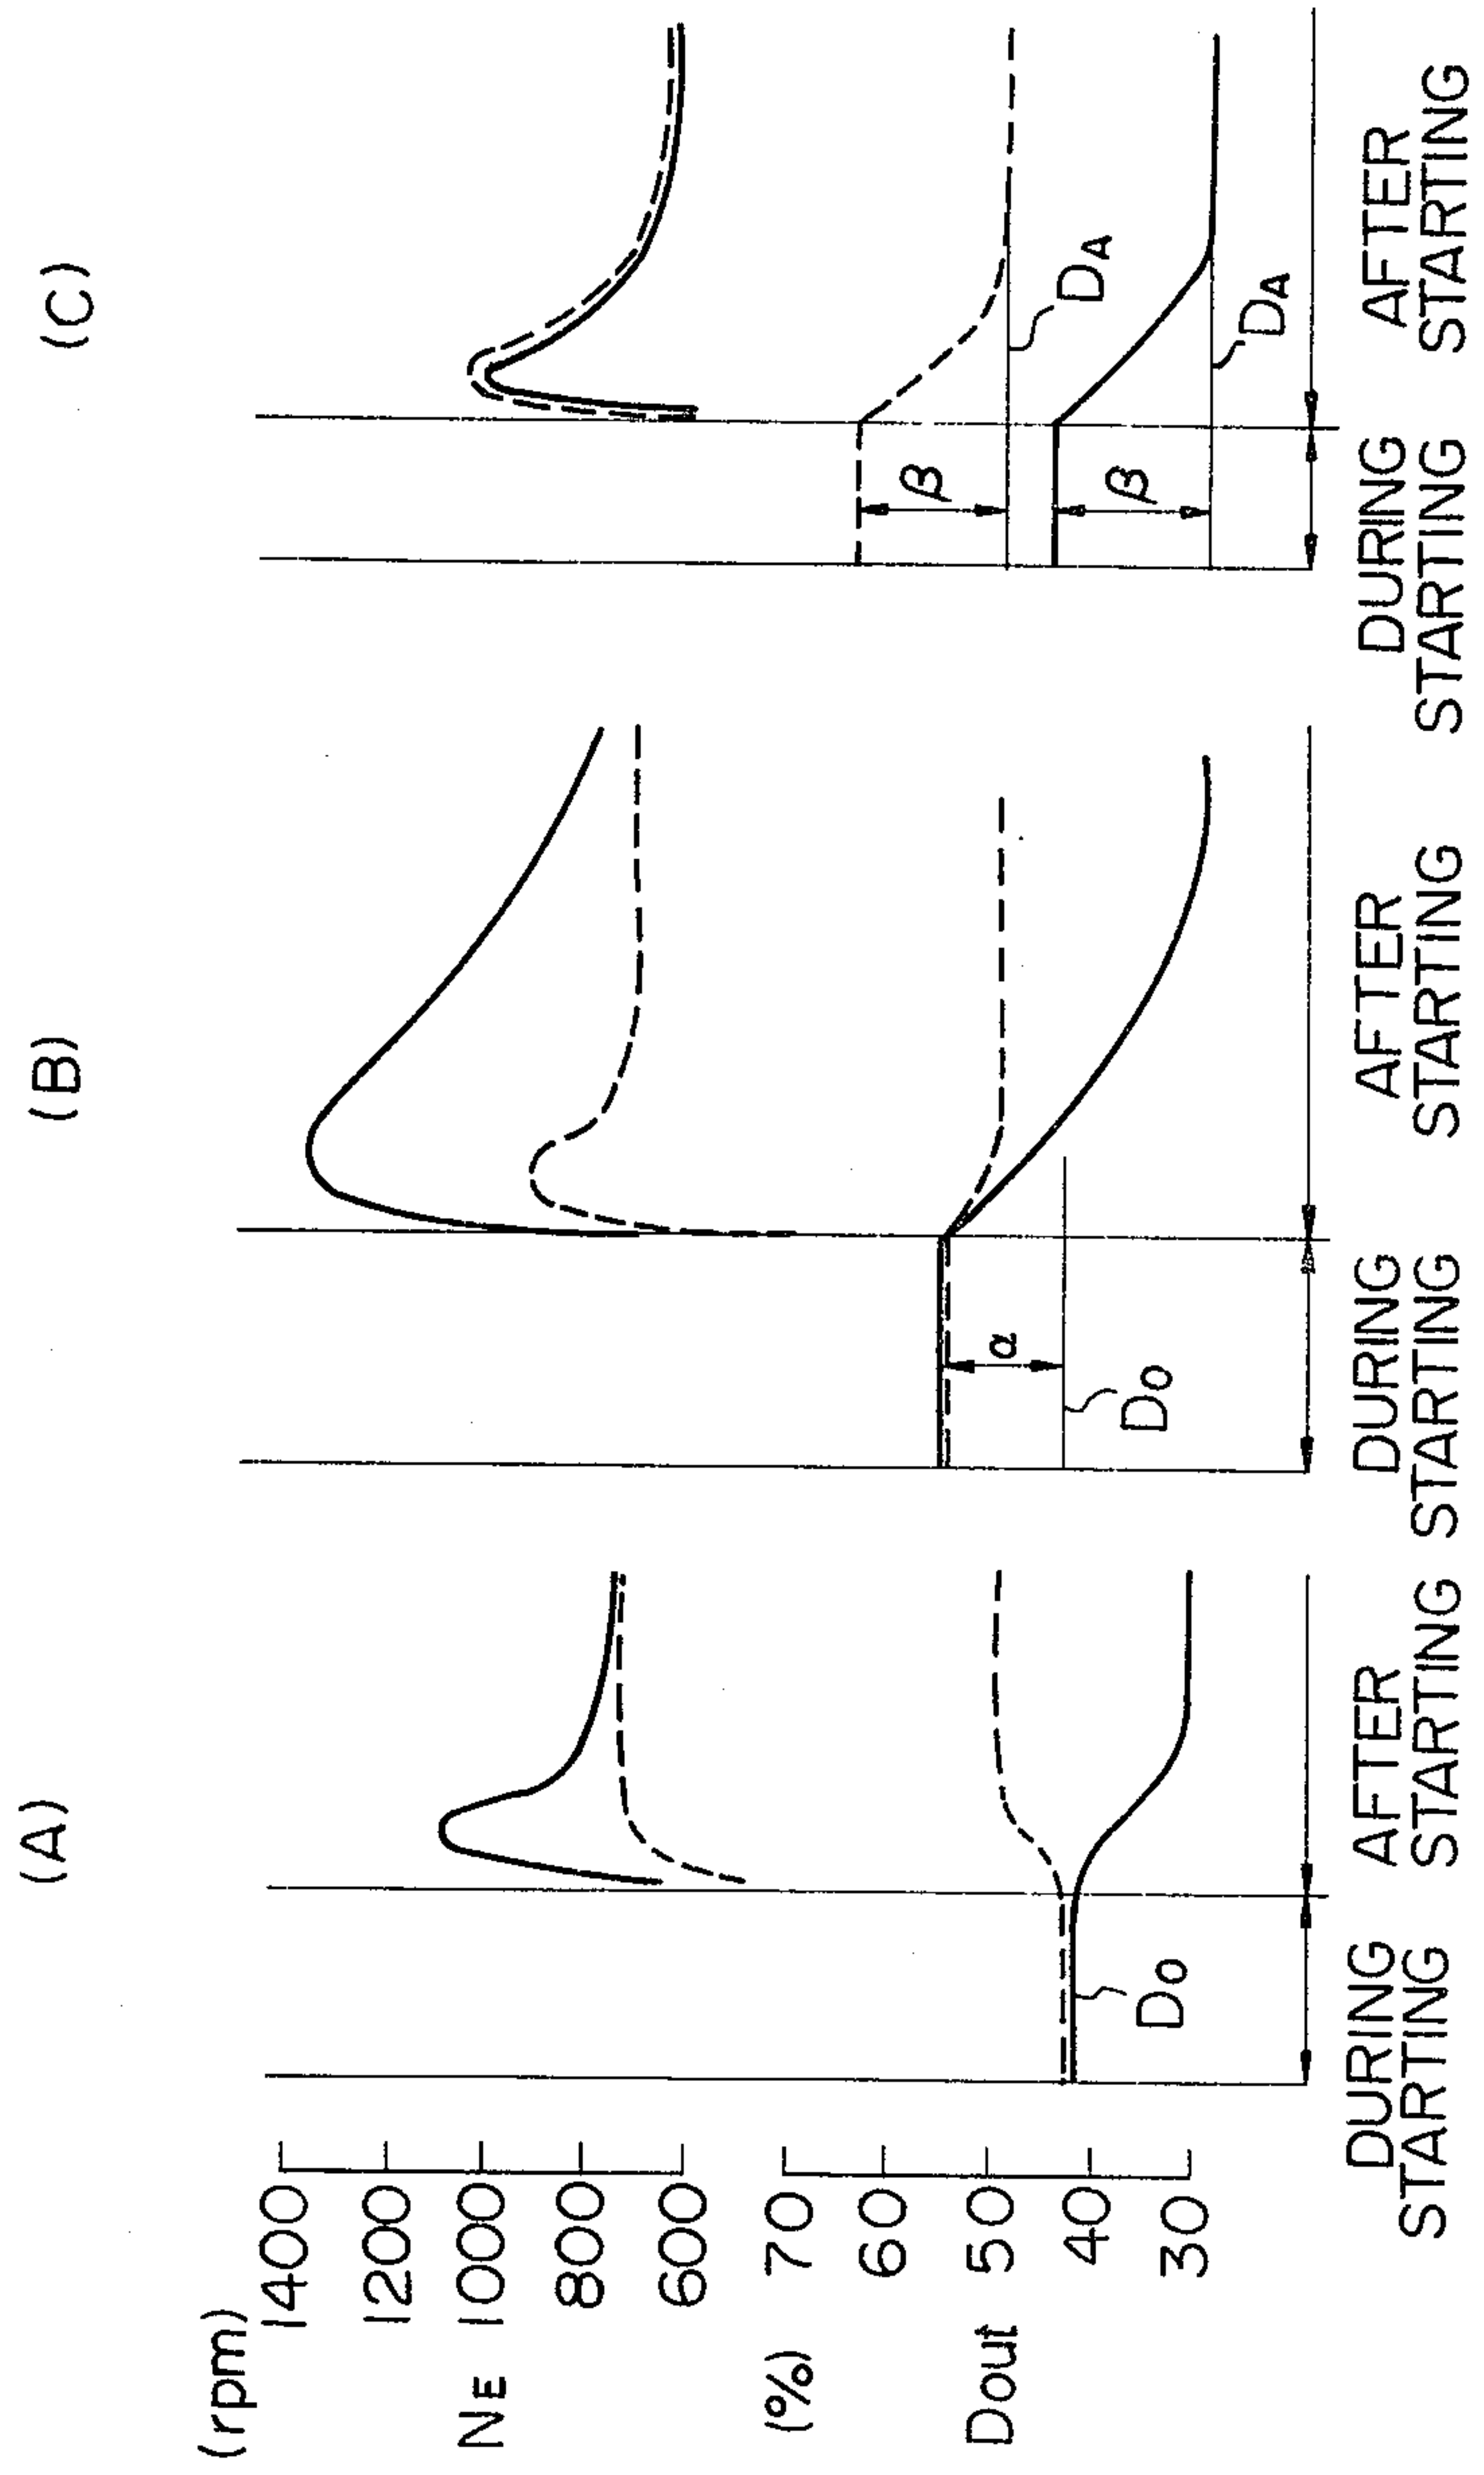 (A)
(B)
(C)
(rpm)
1400
1200
NE 1000
800
600
(%)
70
60
Dout 50
40
30
Do
α
Do
β
β
DA
DA
DURING
STARTING
AFTER
STARTING
DURING
STARTING
AFTER
STARTING
DURING
STARTING
AFTER
STARTING